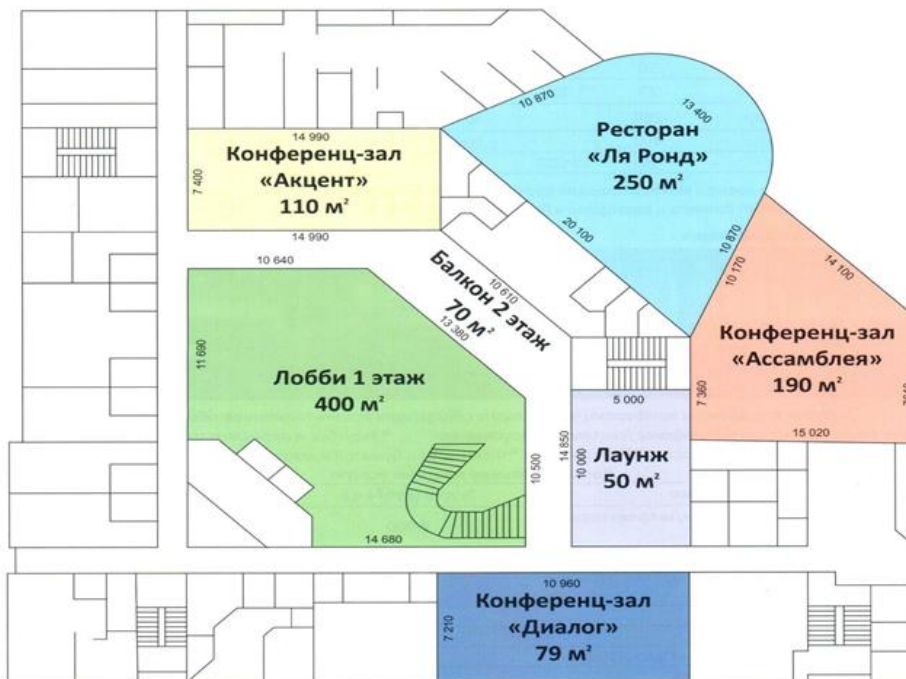 10 870
13 400
Ресторан
«Ля Ронд»
250 м²
20 100
10 870
14 990
7 400
Конференц-зал
«Акцент»
110 м²
14 990
10 170
14 100
Конференц-зал
«Ассамблея»
190 м²
7 360
15 020
10 610
Балкон 2 этаж
70 м²
13 380
10 640
11 690
Лобби 1 этаж
400 м²
10 500
14 680
5 000
14 850
10 000
Лаунж
50 м²
10 960
7 210
Конференц-зал
«Диалог»
79 м²